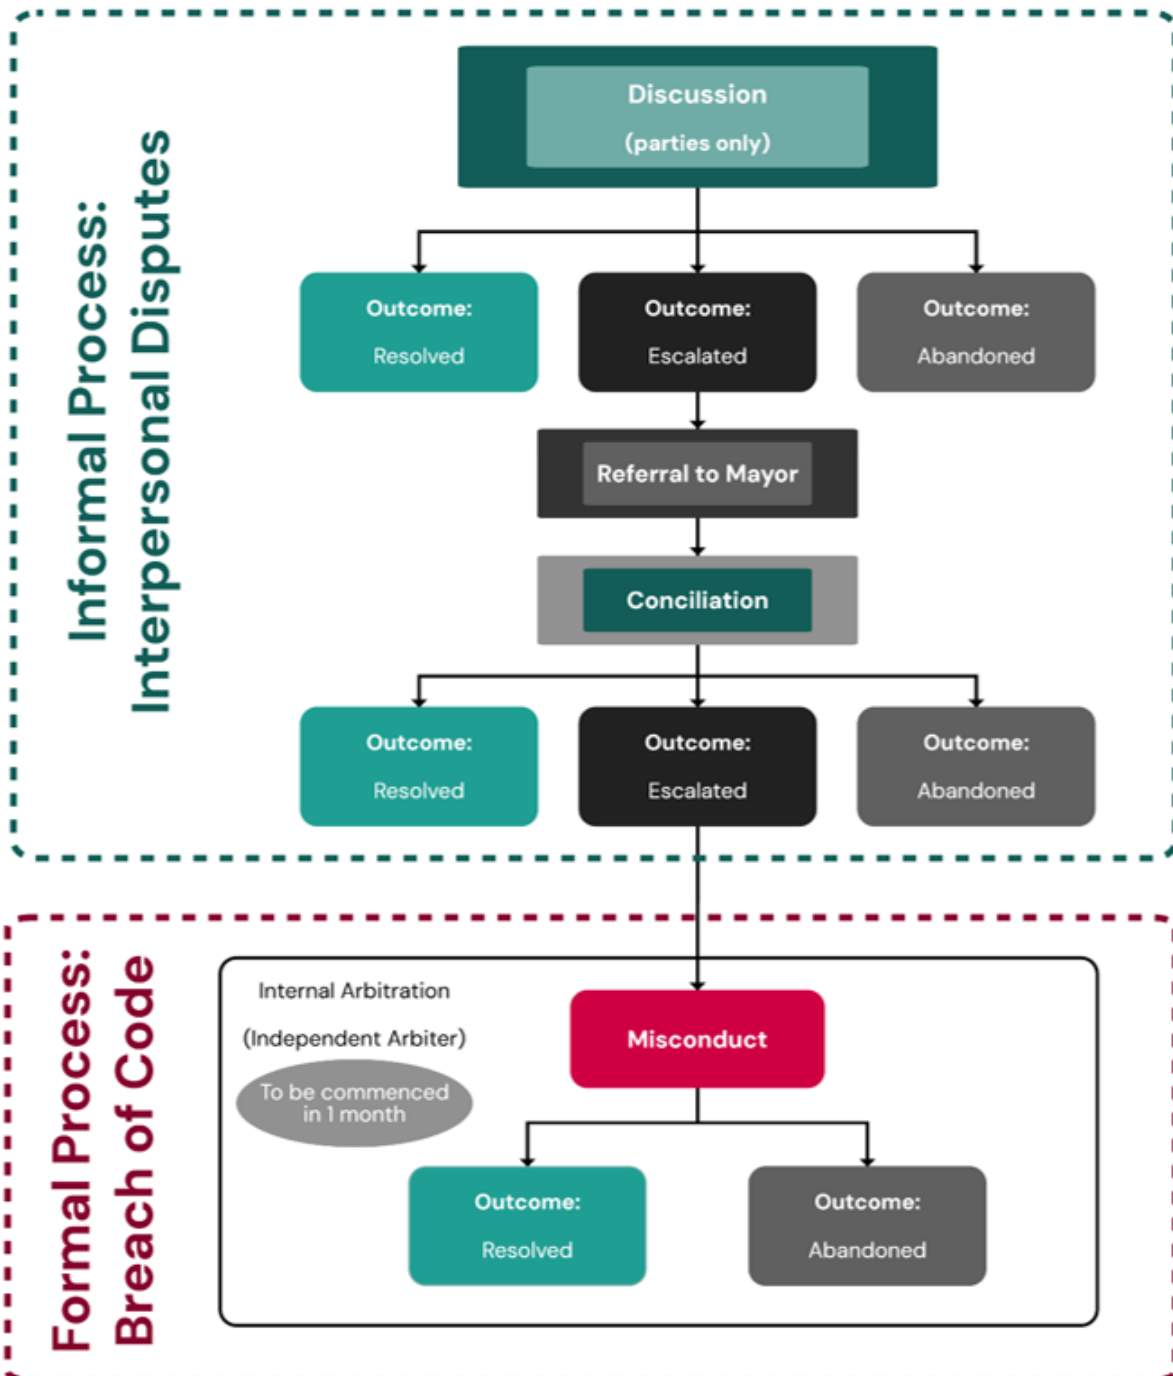 Informal Process:
Interpersonal Disputes
Discussion
(parties only)
Outcome:
Resolved
Outcome:
Escalated
Outcome:
Abandoned
Referral to Mayor
Conciliation
Outcome:
Resolved
Outcome:
Escalated
Outcome:
Abandoned
Formal Process:
Breach of Code
Internal Arbitration
(Independent Arbiter)
To be commenced
in 1 month
Misconduct
Outcome:
Resolved
Outcome:
Abandoned